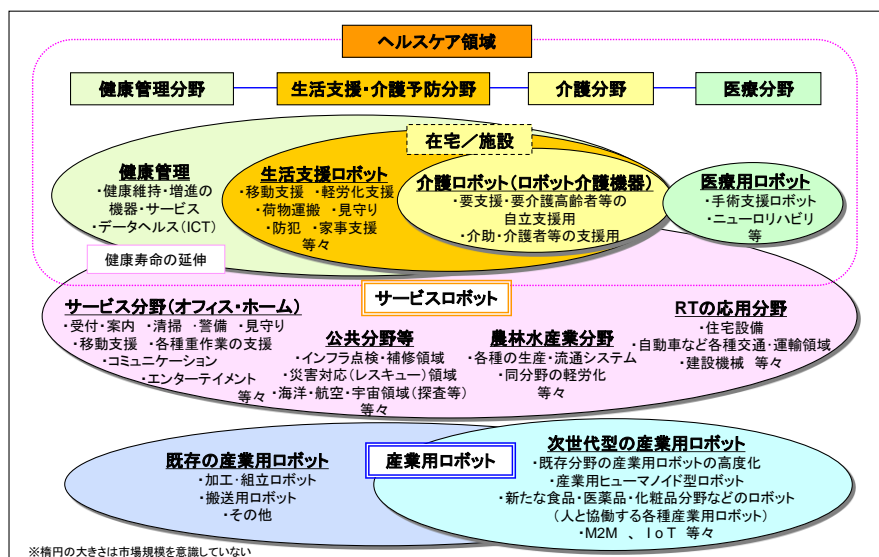 ヘルスケア領域
健康管理分野
生活支援・介護予防分野
介護分野
医療分野
在宅/施設
健康管理
・健康維持・増進の
機器・サービス
・データヘルス(ICT)
生活支援ロボット
・移動支援 ・軽労化支援
・荷物運搬 ・見守り
・防犯 ・家事支援
等々
介護ロボット(ロボット介護機器)
・要支援・要介護高齢者等の
自立支援用
・介助・介護者等の支援用
医療用ロボット
・手術支援ロボット
・ニューロリハビリ
等
健康寿命の延伸
サービスロボット
サービス分野(オフィス・ホーム)
・受付・案内 ・清掃 ・警備 ・見守り
・移動支援 ・各種重作業の支援
・コミュニケーション
・エンターテイメント
等々
公共分野等
・インフラ点検・補修領域
・災害対応(レスキュー)領域
・海洋・航空・宇宙領域(探査等)
等々
農林水産業分野
・各種の生産・流通システム
・同分野の軽労化
等々
RTの応用分野
・住宅設備
・自動車など各種交通・運輸領域
・建設機械 等々
産業用ロボット
既存の産業用ロボット
・加工・組立ロボット
・搬送用ロボット
・その他
次世代型の産業用ロボット
・既存分野の産業用ロボットの高度化
・産業用ヒューマノイド型ロボット
・新たな食品・医薬品・化粧品分野などのロボット
(人と協働する各種産業用ロボット)
・M2M 、 IoT 等々
※楕円の大きさは市場規模を意識していない